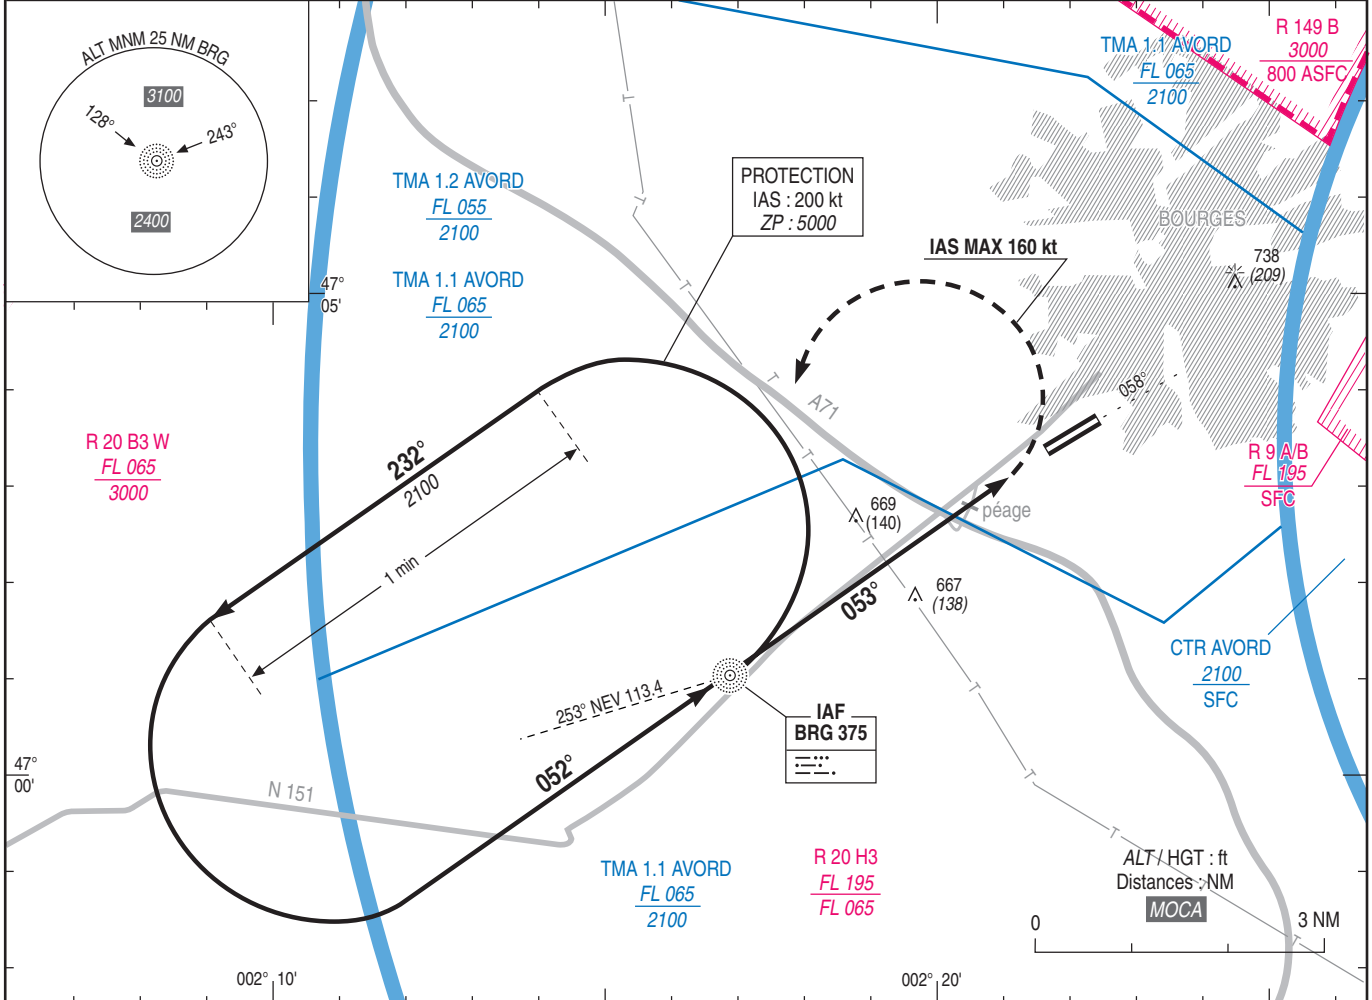 ALT MNM 25 NM BRG
3100
128°
243°
2400
TMA 1.1 AVORD
FL 065
2100
R 149 B
3000
800 ASFC
TMA 1.2 AVORD
FL 055
2100
PROTECTION
IAS : 200 kt
ZP : 5000
BOURGES
IAS MAX 160 kt
738
(209)
TMA 1.1 AVORD
FL 065
2100
47°
05'
T
T
T
T
A71
058°
R 20 B3 W
FL 065
3000
232°
2100
T
R 9 A/B
FL 195
SFC
669
(140)
péage
T
1 min
T
667
(138)
053°
CTR AVORD
2100
SFC
T
253° NEV 113.4
IAF
BRG 375
052°
47°
00'
T
N 151
T
TMA 1.1 AVORD
FL 065
2100
R 20 H3
FL 195
FL 065
ALT / HGT : ft
Distances : NM
MOCA
0
3 NM
T
002° 10'
002° 20'